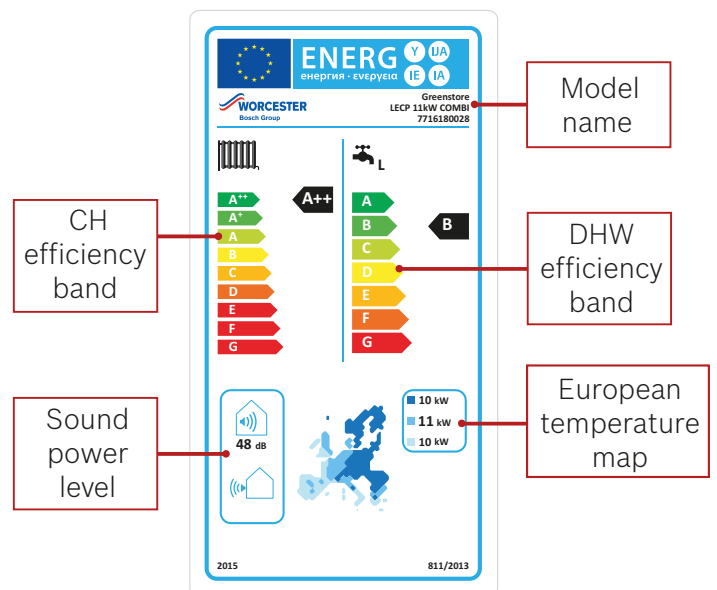 ENERG Y IJA
енергия · ενεργεια IE IA
WORCESTER
Bosch Group
Greenstore
LECP 11kW COMBI
7716180028
Model
name
L
A++
A+
A
B
C
D
E
F
G
A++
A
B
C
D
E
F
G
B
CH
efficiency
band
DHW
efficiency
band
Sound
power
level
48 dB
10 kW
11 kW
10 kW
European
temperature
map
2015
811/2013